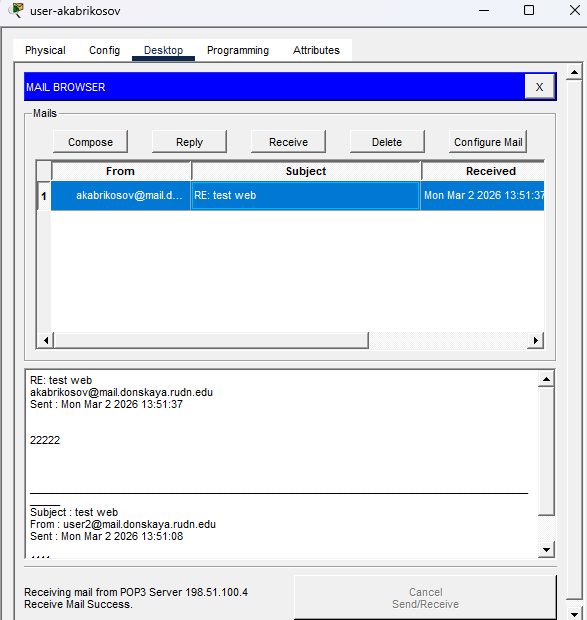 user-akabrikosov
Physical Config Desktop Programming Attributes
MAIL BROWSER X
Mails
Compose Reply Receive Delete Configure Mail
From Subject Received
1 akabrikosov@mail.d... RE: test web Mon Mar 2 2026 13:51:37
RE: test web
akabrikosov@mail.donskaya.rudn.edu
Sent : Mon Mar 2 2026 13:51:37
22222
Subject : test web
From : user2@mail.donskaya.rudn.edu
Sent : Mon Mar 2 2026 13:51:08
Receiving mail from POP3 Server 198.51.100.4
Receive Mail Success.
Cancel
Send/Receive